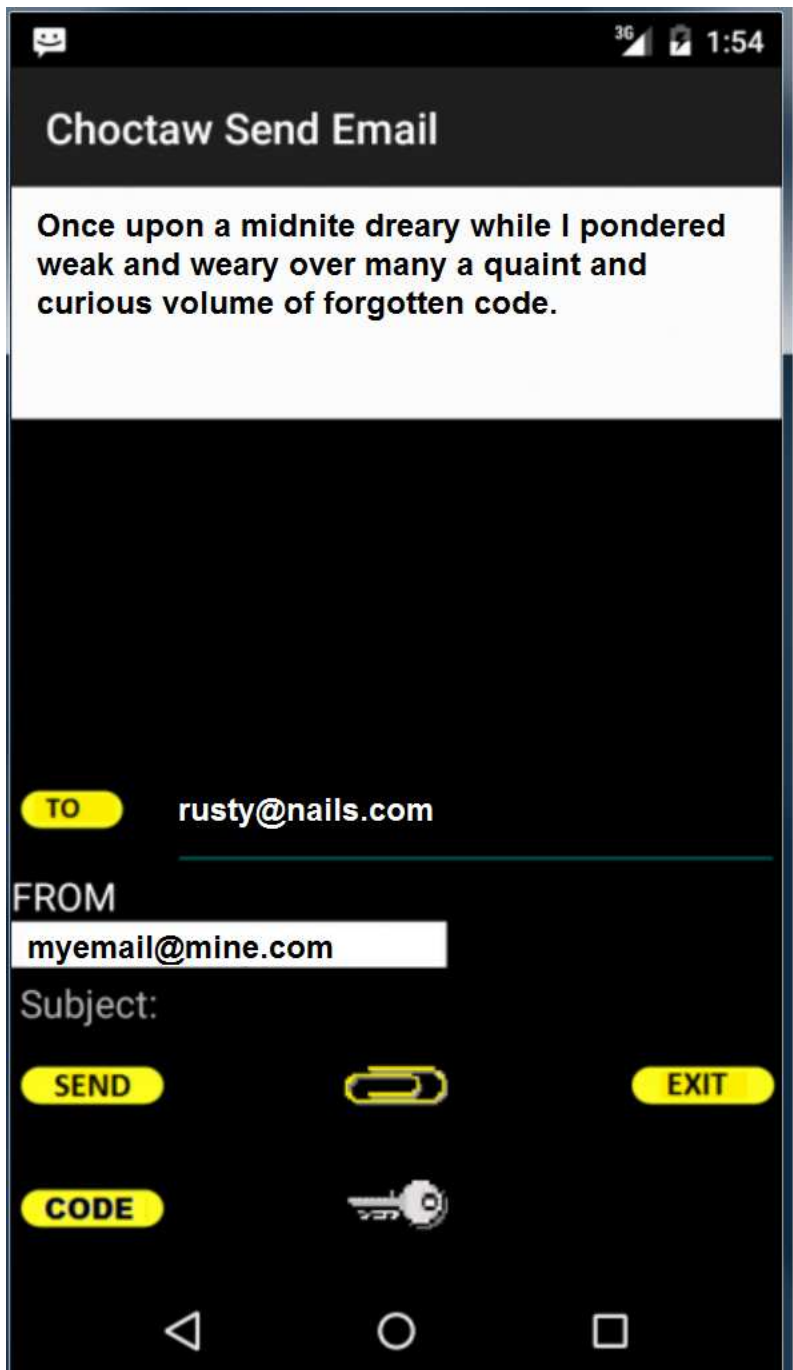 3G 1:54
Choctaw Send Email
Once upon a midnite dreary while I pondered
weak and weary over many a quaint and
curious volume of forgotten code.
TO rusty@nails.com
FROM
myemail@mine.com
Subject:
SEND EXIT
CODE